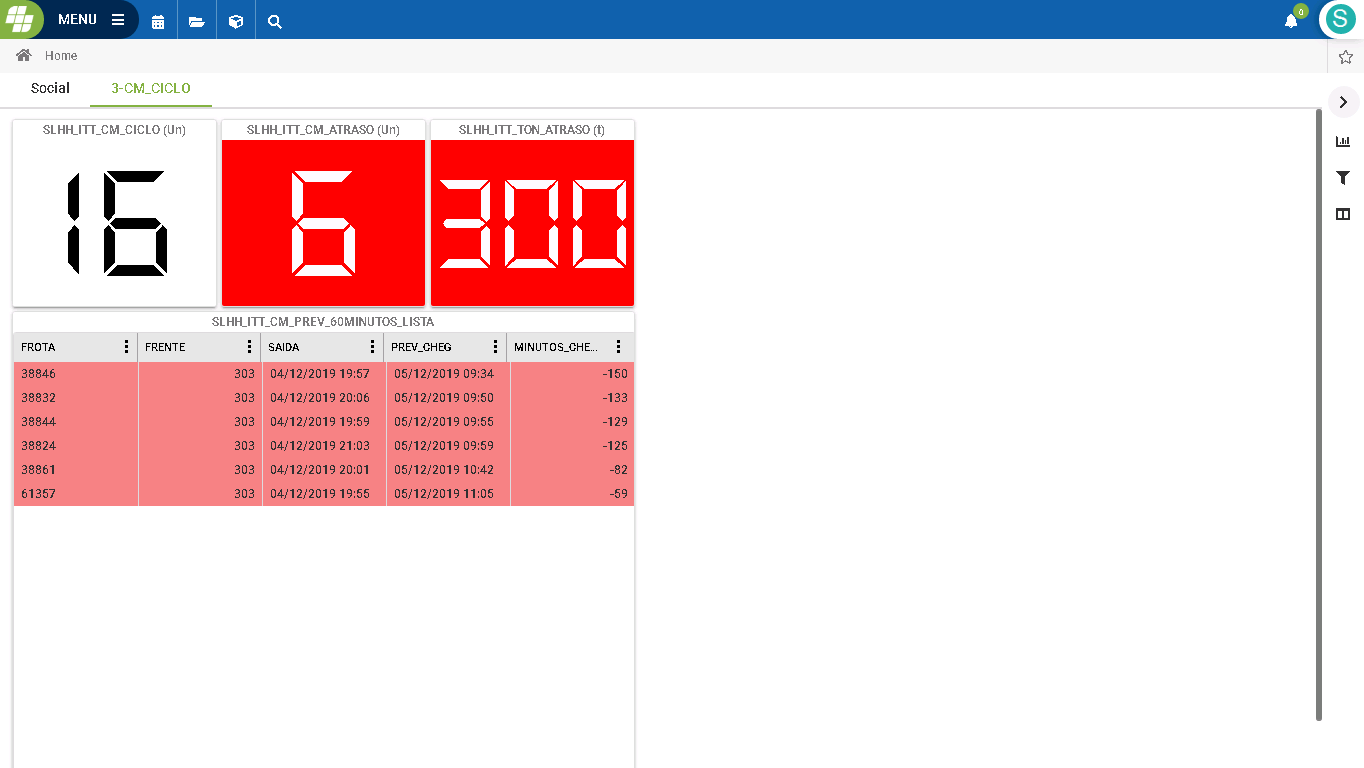 MENU
0
S
Home
Social 3-CM_CICLO
SLHH_ITT_CM_CICLO (Un) SLHH_ITT_CM_ATRASO (Un) SLHH_ITT_TON_ATRASO (t)
16 6 300
SLHH_ITT_CM_PREV_60MINUTOS_LISTA
FROTA FRENTE SAIDA PREV_CHEG MINUTOS_CHE...
38846 303 04/12/2019 19:57 05/12/2019 09:34 -150
38832 303 04/12/2019 20:06 05/12/2019 09:50 -133
38844 303 04/12/2019 19:59 05/12/2019 09:55 -129
38824 303 04/12/2019 21:03 05/12/2019 09:59 -125
38861 303 04/12/2019 20:01 05/12/2019 10:42 -82
61357 303 04/12/2019 19:55 05/12/2019 11:05 -59